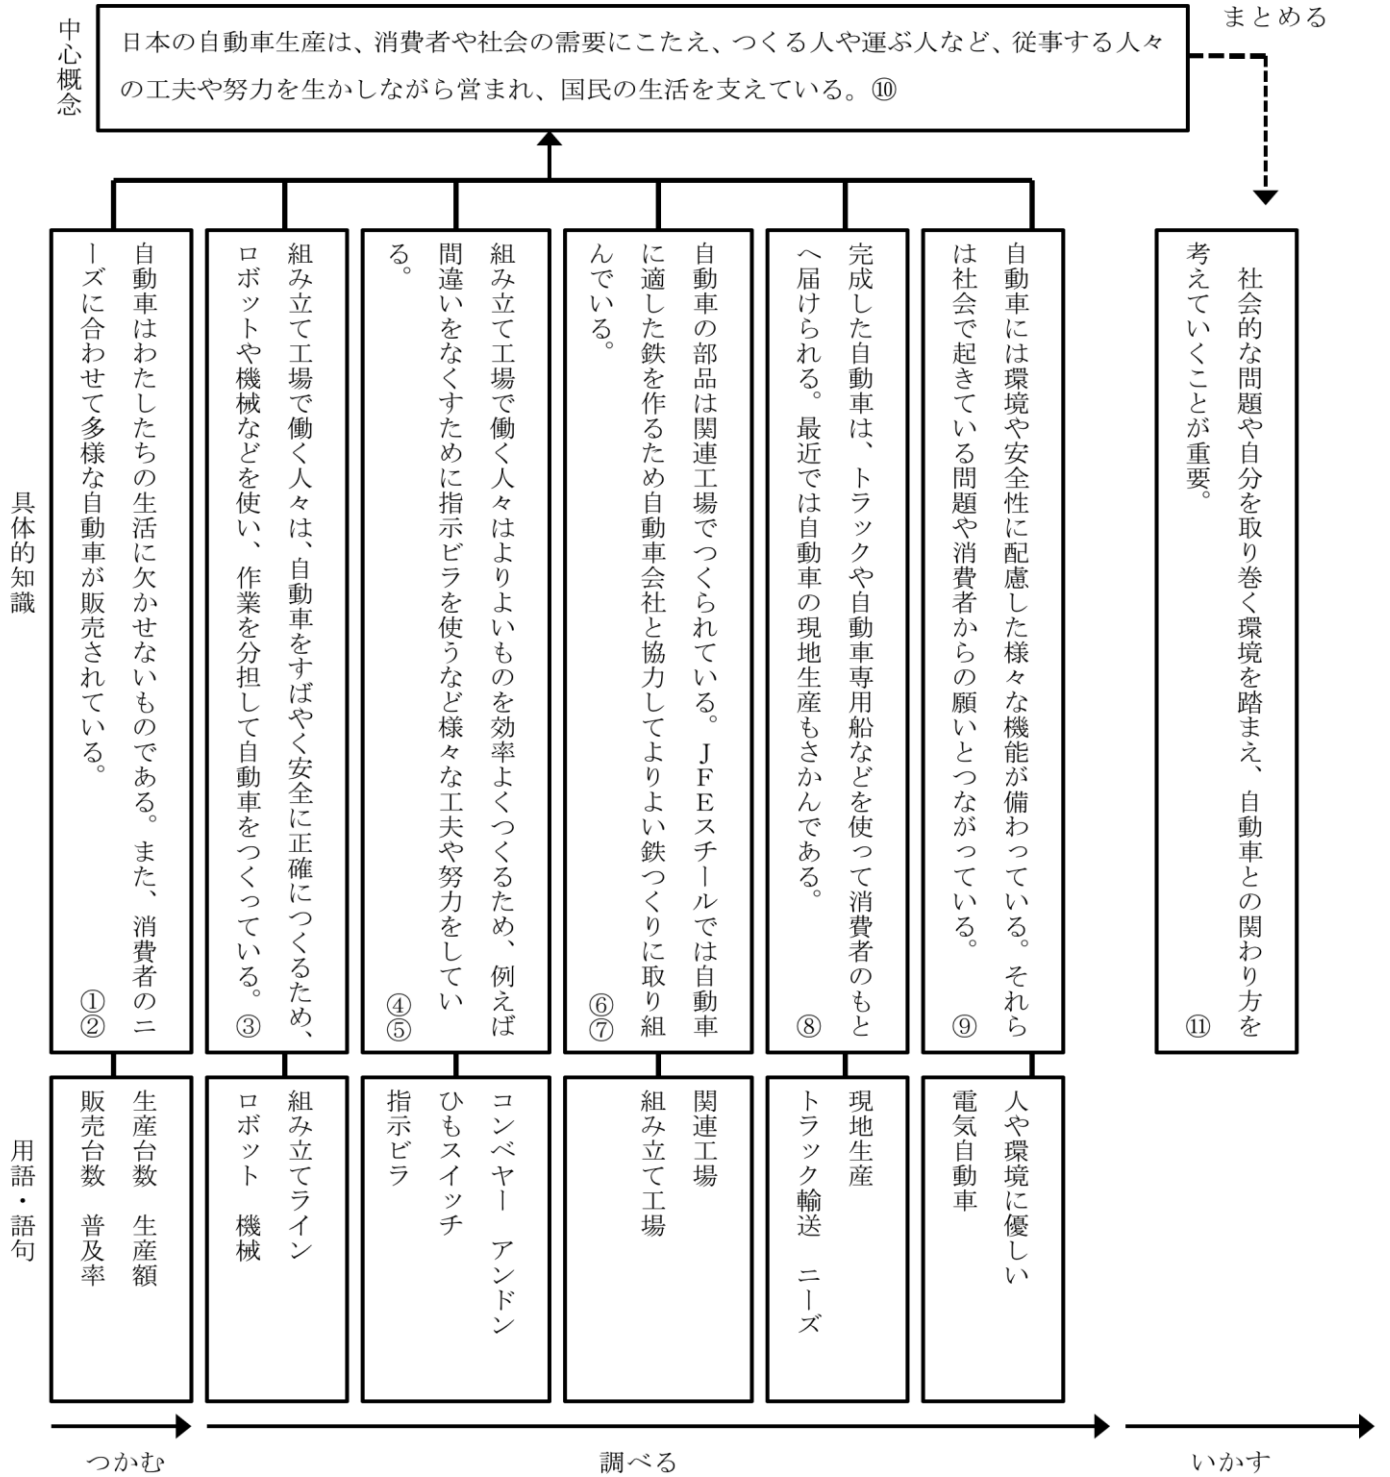 まとめる
中心概念
日本の自動車生産は、消費者や社会の需要にこたえ、つくる人や運ぶ人など、従事する人々
の工夫や努力を生かしながら営まれ、国民の生活を支えている。⑩
具体的知識
自動車はわたしたちの生活に欠かせないものである。また、消費者のニ
ーズに合わせて多様な自動車が販売されている。
①②
組み立て工場で働く人々は、自動車をすばやく安全に正確につくるため、
ロボットや機械などを使い、作業を分担して自動車をつくっている。③
組み立て工場で働く人々はよりよいものを効率よくつくるため、例えば
間違いをなくすために指示ビラを使うなど様々な工夫や努力をしてい
る。
④⑤
自動車の部品は関連工場でつくられている。JFEスチールでは自動車
に適した鉄を作るため自動車会社と協力してよりよい鉄つくりに取り組
んでいる。
⑥⑦
完成した自動車は、トラックや自動車専用船などを使って消費者のもと
へ届けられる。最近では自動車の現地生産もさかんである。
⑧
自動車には環境や安全性に配慮した様々な機能が備わっている。それら
は社会で起きている問題や消費者からの願いとつながっている。
⑨
社会的な問題や自分を取り巻く環境を踏まえ、自動車との関わり方を
考えていくことが重要。
⑪
用語・語句
生産台数 生産額
販売台数 普及率
組み立てライン
ロボット 機械
コンベヤー アンドン
ひもスイッチ
指示ビラ
関連工場
組み立て工場
現地生産
トラック輸送 ニーズ
人や環境に優しい
電気自動車
つかむ
調べる
いかす